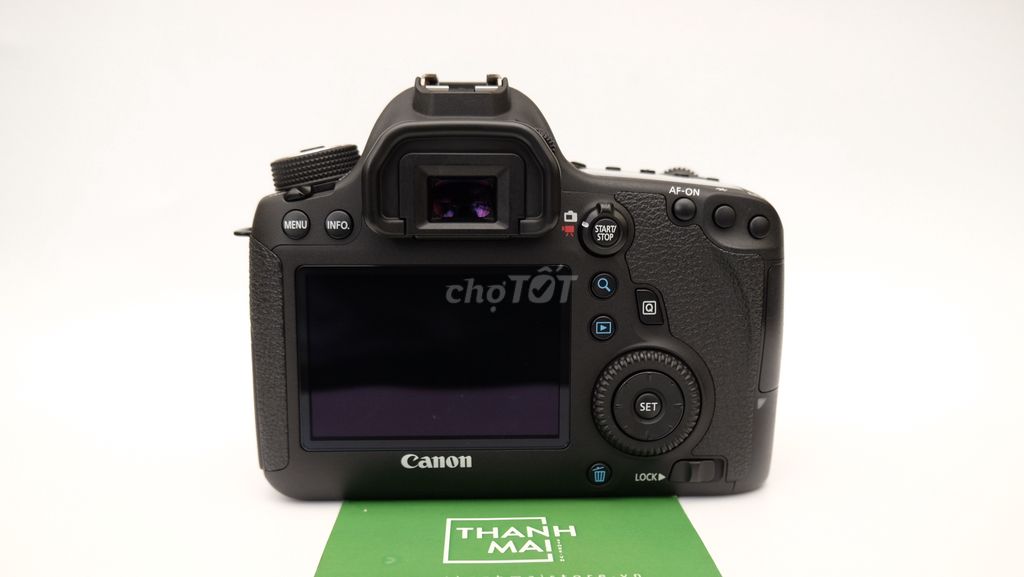 AF-ON
MENU
INFO.
START/
STOP
chợTỐT
Q
SET
Canon
LOCK
THANH
MAI